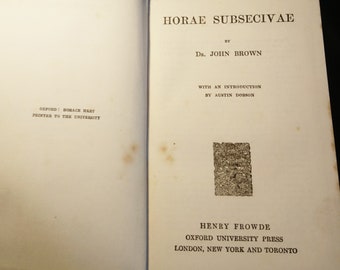 OXFORD: HORACE HART
PRINTER TO THE UNIVERSITY
HORAE SUBSECIVAE
BY
DR. JOHN BROWN
WITH AN INTRODUCTION
BY AUSTIN DOBSON
HENRY FROWDE
OXFORD UNIVERSITY PRESS
LONDON, NEW YORK AND TORONTO